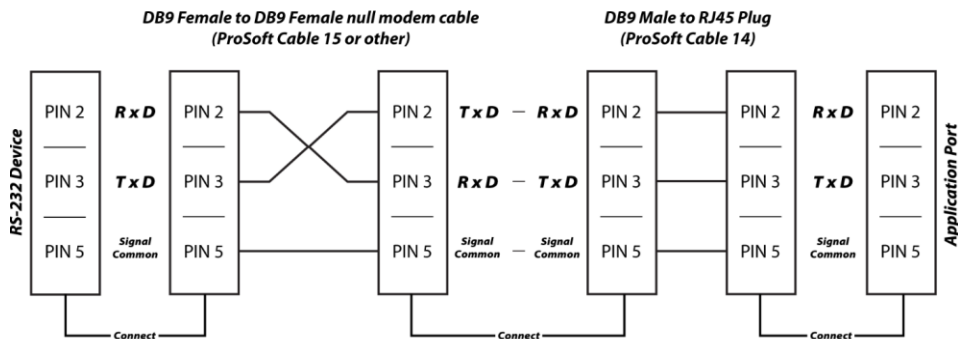 DB9 Female to DB9 Female null modem cable
(ProSoft Cable 15 or other)
DB9 Male to RJ45 Plug
(ProSoft Cable 14)
RS-232 Device
PIN 2 RxD PIN 2 PIN 2 TxD — RxD PIN 2 PIN 2 RxD PIN 2
PIN 3 TxD PIN 3 PIN 3 RxD — TxD PIN 3 PIN 3 TxD PIN 3
PIN 5 Signal Common PIN 5 PIN 5 Signal Common — Signal Common PIN 5 PIN 5 Signal Common PIN 5
Application Port
Connect Connect Connect